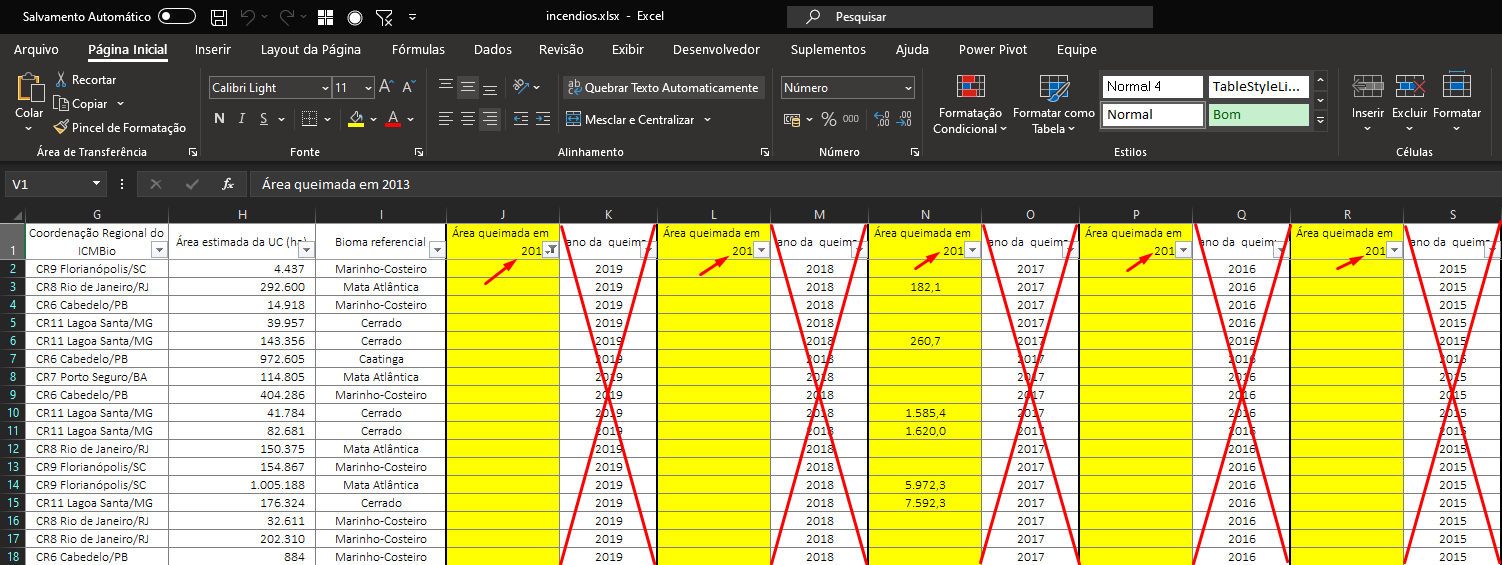 Salvamento Automático
incendios.xlsx - Excel
Pesquisar
Arquivo Página Inicial Inserir Layout da Página Fórmulas Dados Revisão Exibir Desenvolvedor Suplementos Ajuda Power Pivot Equipe
Colar
Recortar
Copiar
Pincel de Formatação
Área de Transferência
Calibri Light 11
N I S
Fonte
Quebrar Texto Automaticamente
Mesclar e Centralizar
Alinhamento
Número
% 000
Número
Formatação Condicional
Formatar como Tabela
Normal 4 TableStyleLi...
Normal Bom
Estilos
Inserir Excluir Formatar
Células
V1 fx Área queimada em 2013
G H I J K L M N O P Q R S
1 Coordenação Regional do ICMBio Área estimada da UC (ha) Bioma referencial Área queimada em 201 ano da queim Área queimada em 201 ano da queim Área queimada em 201 ano da queim Área queimada em 201 ano da queim Área queimada em 201 ano da queim
2 CR9 Florianópolis/SC 4.437 Marinho-Costeiro 2019 2018 2017 2016 2015
3 CR8 Rio de Janeiro/RJ 292.600 Mata Atlântica 2019 2018 182,1 2017 2016 2015
4 CR6 Cabedelo/PB 14.918 Marinho-Costeiro 2019 2018 2017 2016 2015
5 CR11 Lagoa Santa/MG 39.957 Cerrado 2019 2018 2017 2016 2015
6 CR11 Lagoa Santa/MG 143.356 Cerrado 2019 2018 260,7 2017 2016 2015
7 CR6 Cabedelo/PB 972.605 Caatinga 2019 2018 2017 2016 2015
8 CR7 Porto Seguro/BA 114.805 Mata Atlântica 2019 2018 2017 2016 2015
9 CR6 Cabedelo/PB 404.286 Marinho-Costeiro 2019 2018 2017 2016 2015
10 CR11 Lagoa Santa/MG 41.784 Cerrado 2019 2018 1.585,4 2017 2016 2015
11 CR11 Lagoa Santa/MG 82.681 Cerrado 2019 2018 1.620,0 2017 2016 2015
12 CR8 Rio de Janeiro/RJ 150.375 Mata Atlântica 2019 2018 2017 2016 2015
13 CR9 Florianópolis/SC 154.867 Marinho-Costeiro 2019 2018 2017 2016 2015
14 CR9 Florianópolis/SC 1.005.188 Mata Atlântica 2019 2018 5.972,3 2017 2016 2015
15 CR11 Lagoa Santa/MG 176.324 Cerrado 2019 2018 7.592,3 2017 2016 2015
16 CR8 Rio de Janeiro/RJ 32.611 Marinho-Costeiro 2019 2018 2017 2016 2015
17 CR8 Rio de Janeiro/RJ 202.310 Marinho-Costeiro 2019 2018 2017 2016 2015
18 CR6 Cabedelo/PB 884 Marinho-Costeiro 2019 2018 2017 2016 2015